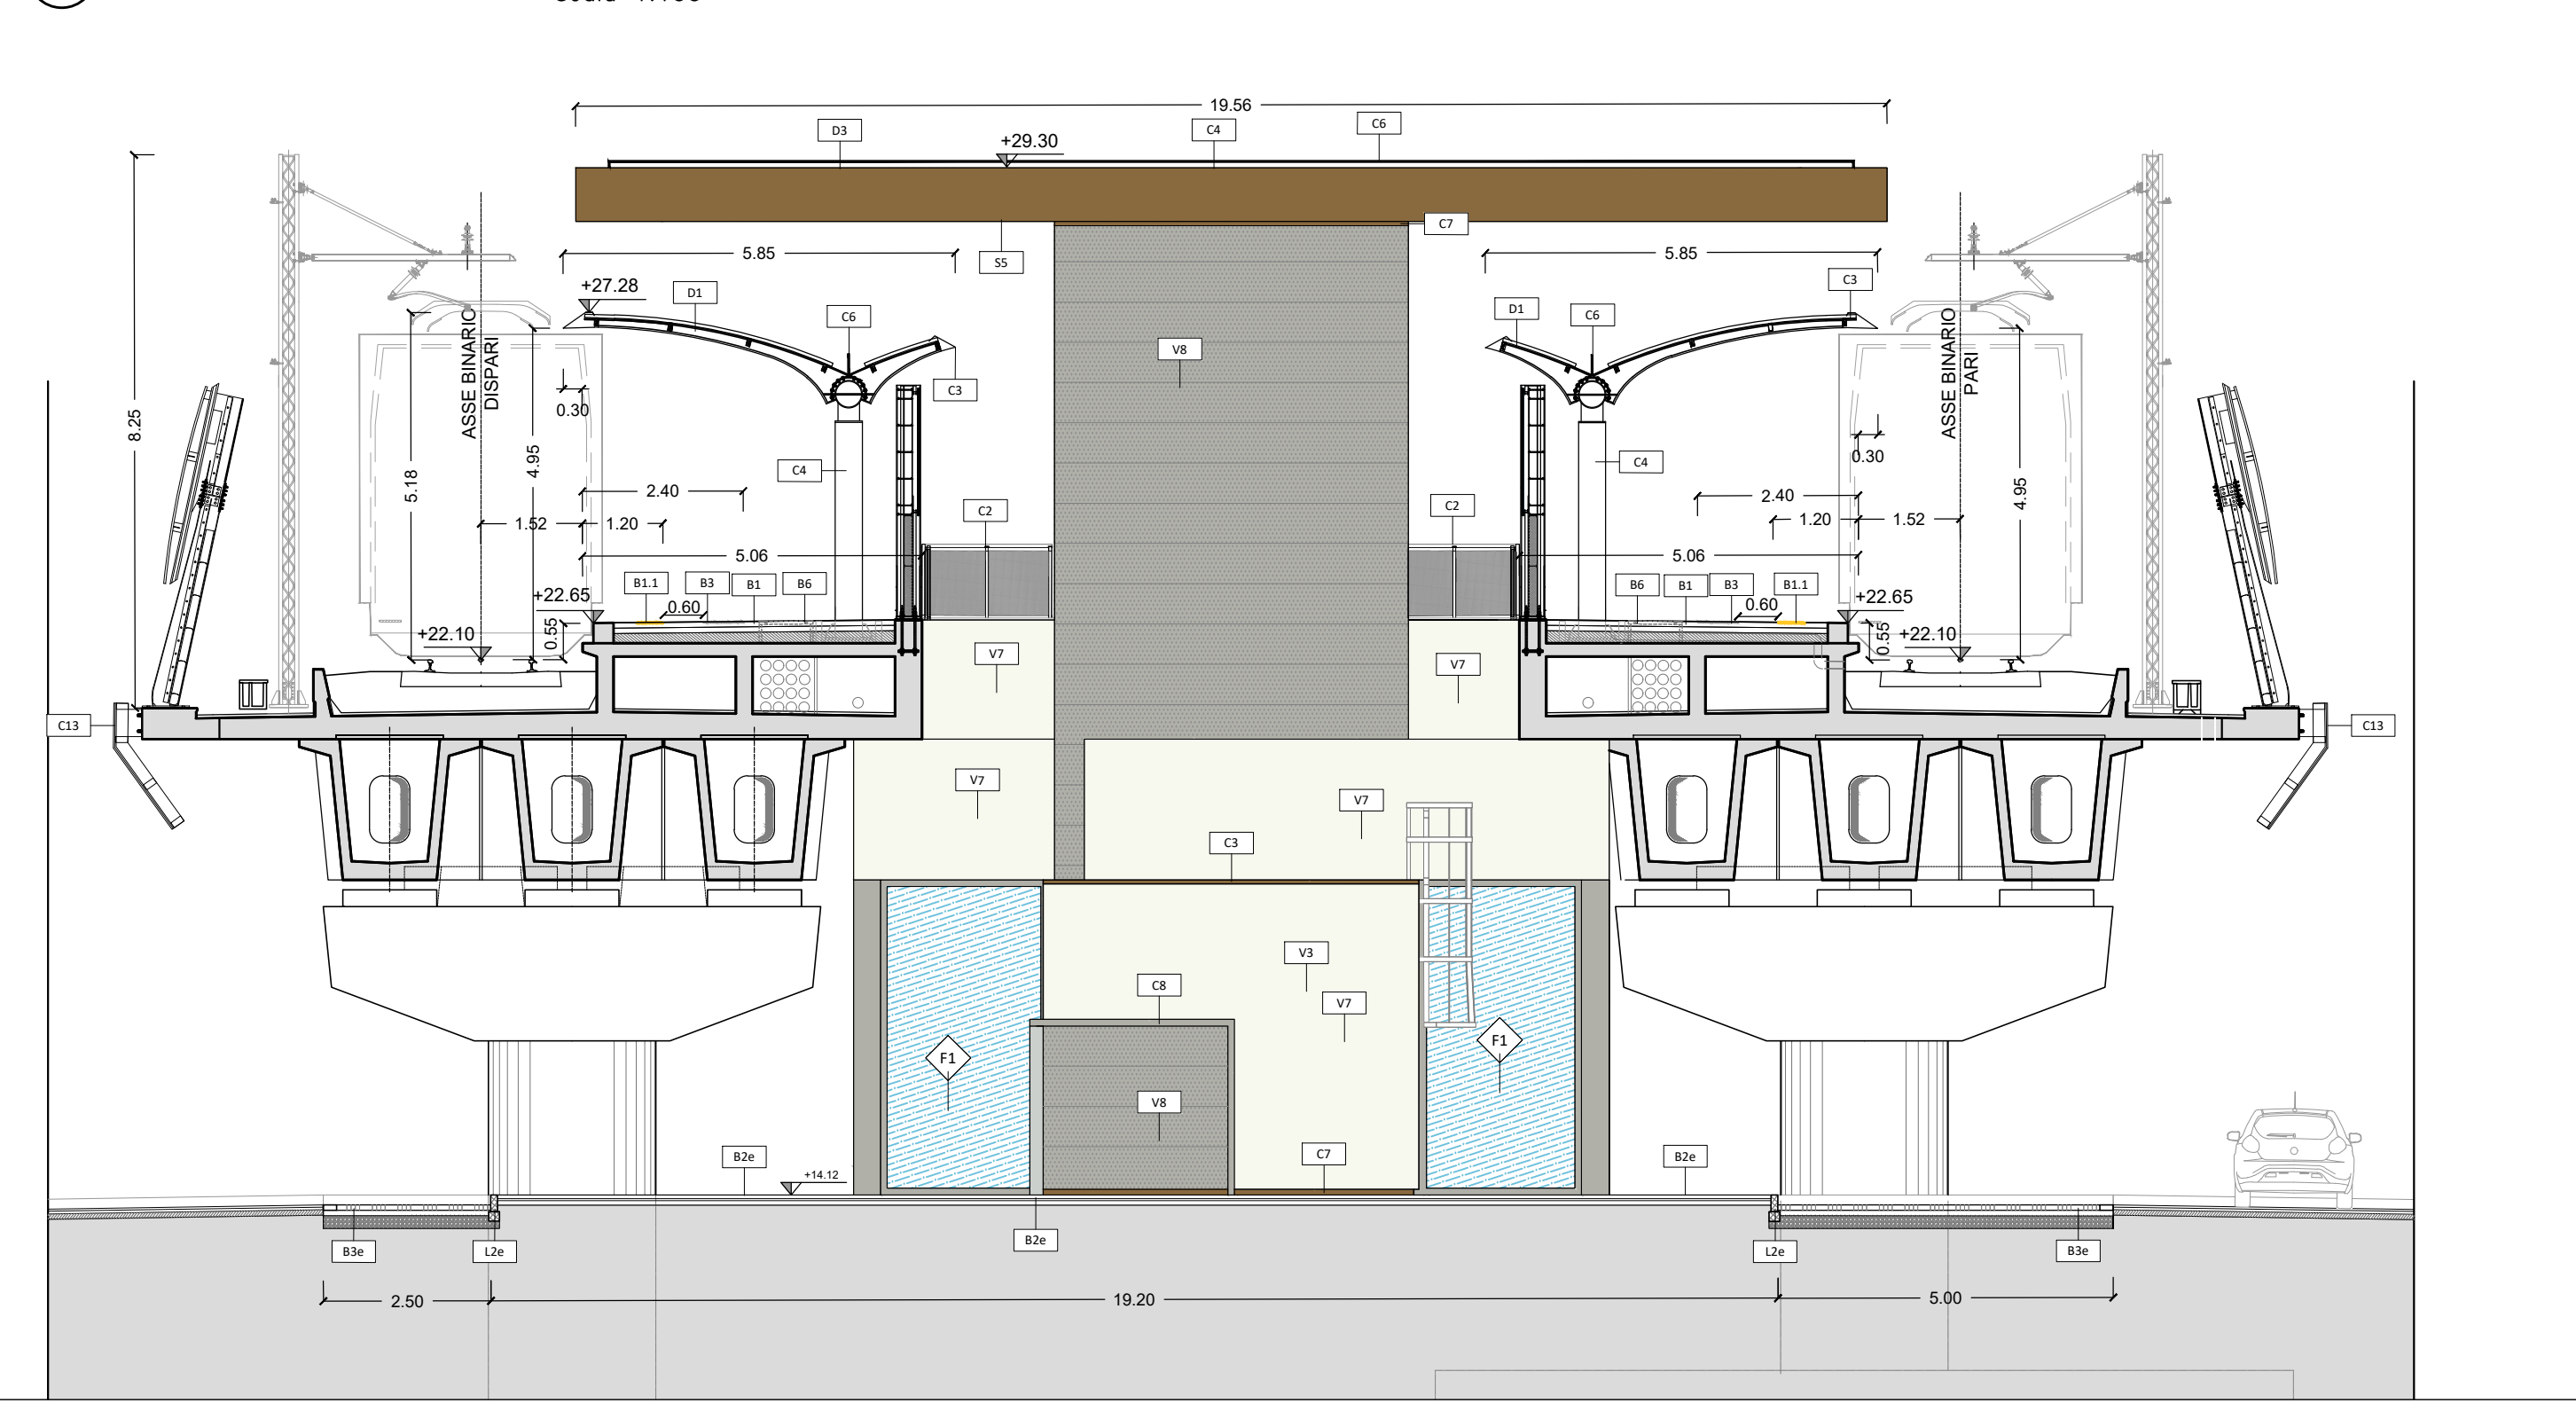 19.56
D3
C4
C6
+29.30
C7
S5
5.85
5.85
+27.28
D1
C6
C3
D1
C6
C3
V8
ASSE BINARIO
DISPARI
ASSE BINARIO
PARI
8.25
0.30
0.30
5.18
4.95
4.95
C4
C4
2.40
2.40
1.52
1.20
1.20
1.52
C2
C2
5.06
5.06
B1.1
B3
B1
B6
B6
B1
B3
B1.1
+22.65
0.60
0.60
+22.65
+22.10
0.55
0.55
+22.10
V7
V7
C13
C13
V7
V7
C3
V3
C8
V7
F1
F1
V8
B2e
+14.12
C7
B2e
B3e
L2e
B2e
L2e
B3e
2.50
19.20
5.00